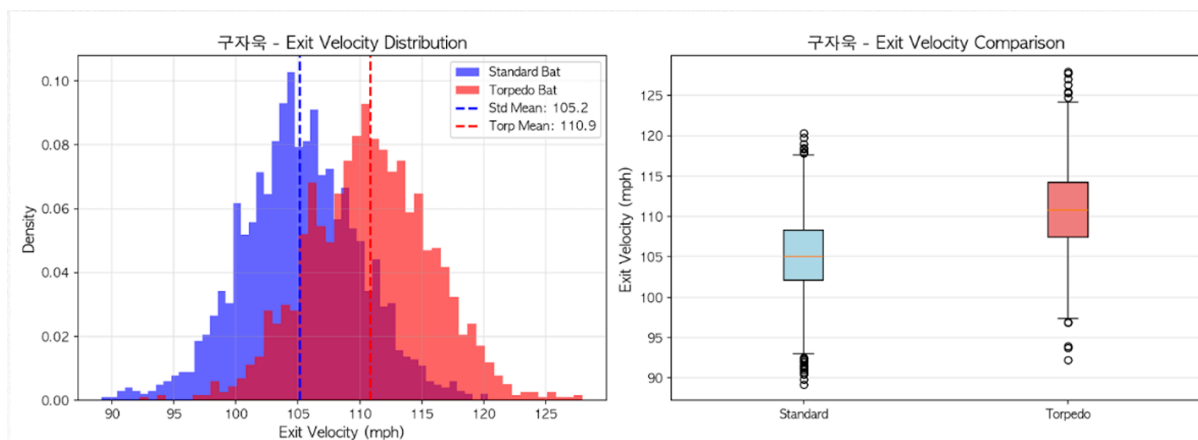 구자욱 - Exit Velocity Distribution
Standard Bat
Torpedo Bat
Std Mean: 105.2
Torp Mean: 110.9
0.10
0.08
0.06
0.04
0.02
0.00
Density
90 95 100 105 110 115 120 125
Exit Velocity (mph)
구자욱 - Exit Velocity Comparison
125
120
115
110
105
100
95
90
Exit Velocity (mph)
Standard Torpedo